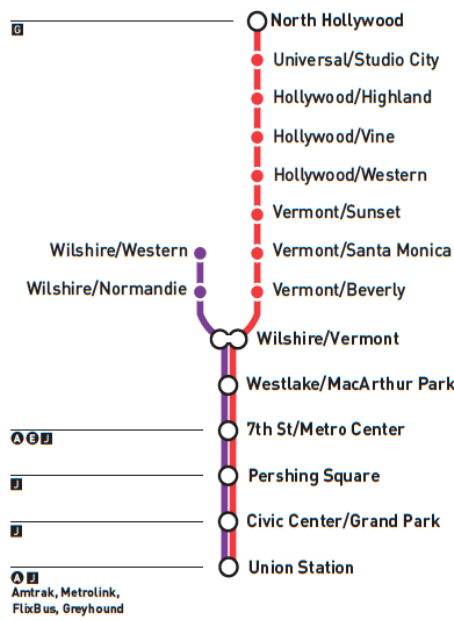 North Hollywood
G
Universal/Studio City
Hollywood/Highland
Hollywood/Vine
Hollywood/Western
Vermont/Sunset
Wilshire/Western
Vermont/Santa Monica
Wilshire/Normandie
Vermont/Beverly
Wilshire/Vermont
Westlake/MacArthur Park
7th St/Metro Center
A E J
Pershing Square
J
Civic Center/Grand Park
J
Union Station
A J
Amtrak, Metrolink,
FlixBus, Greyhound